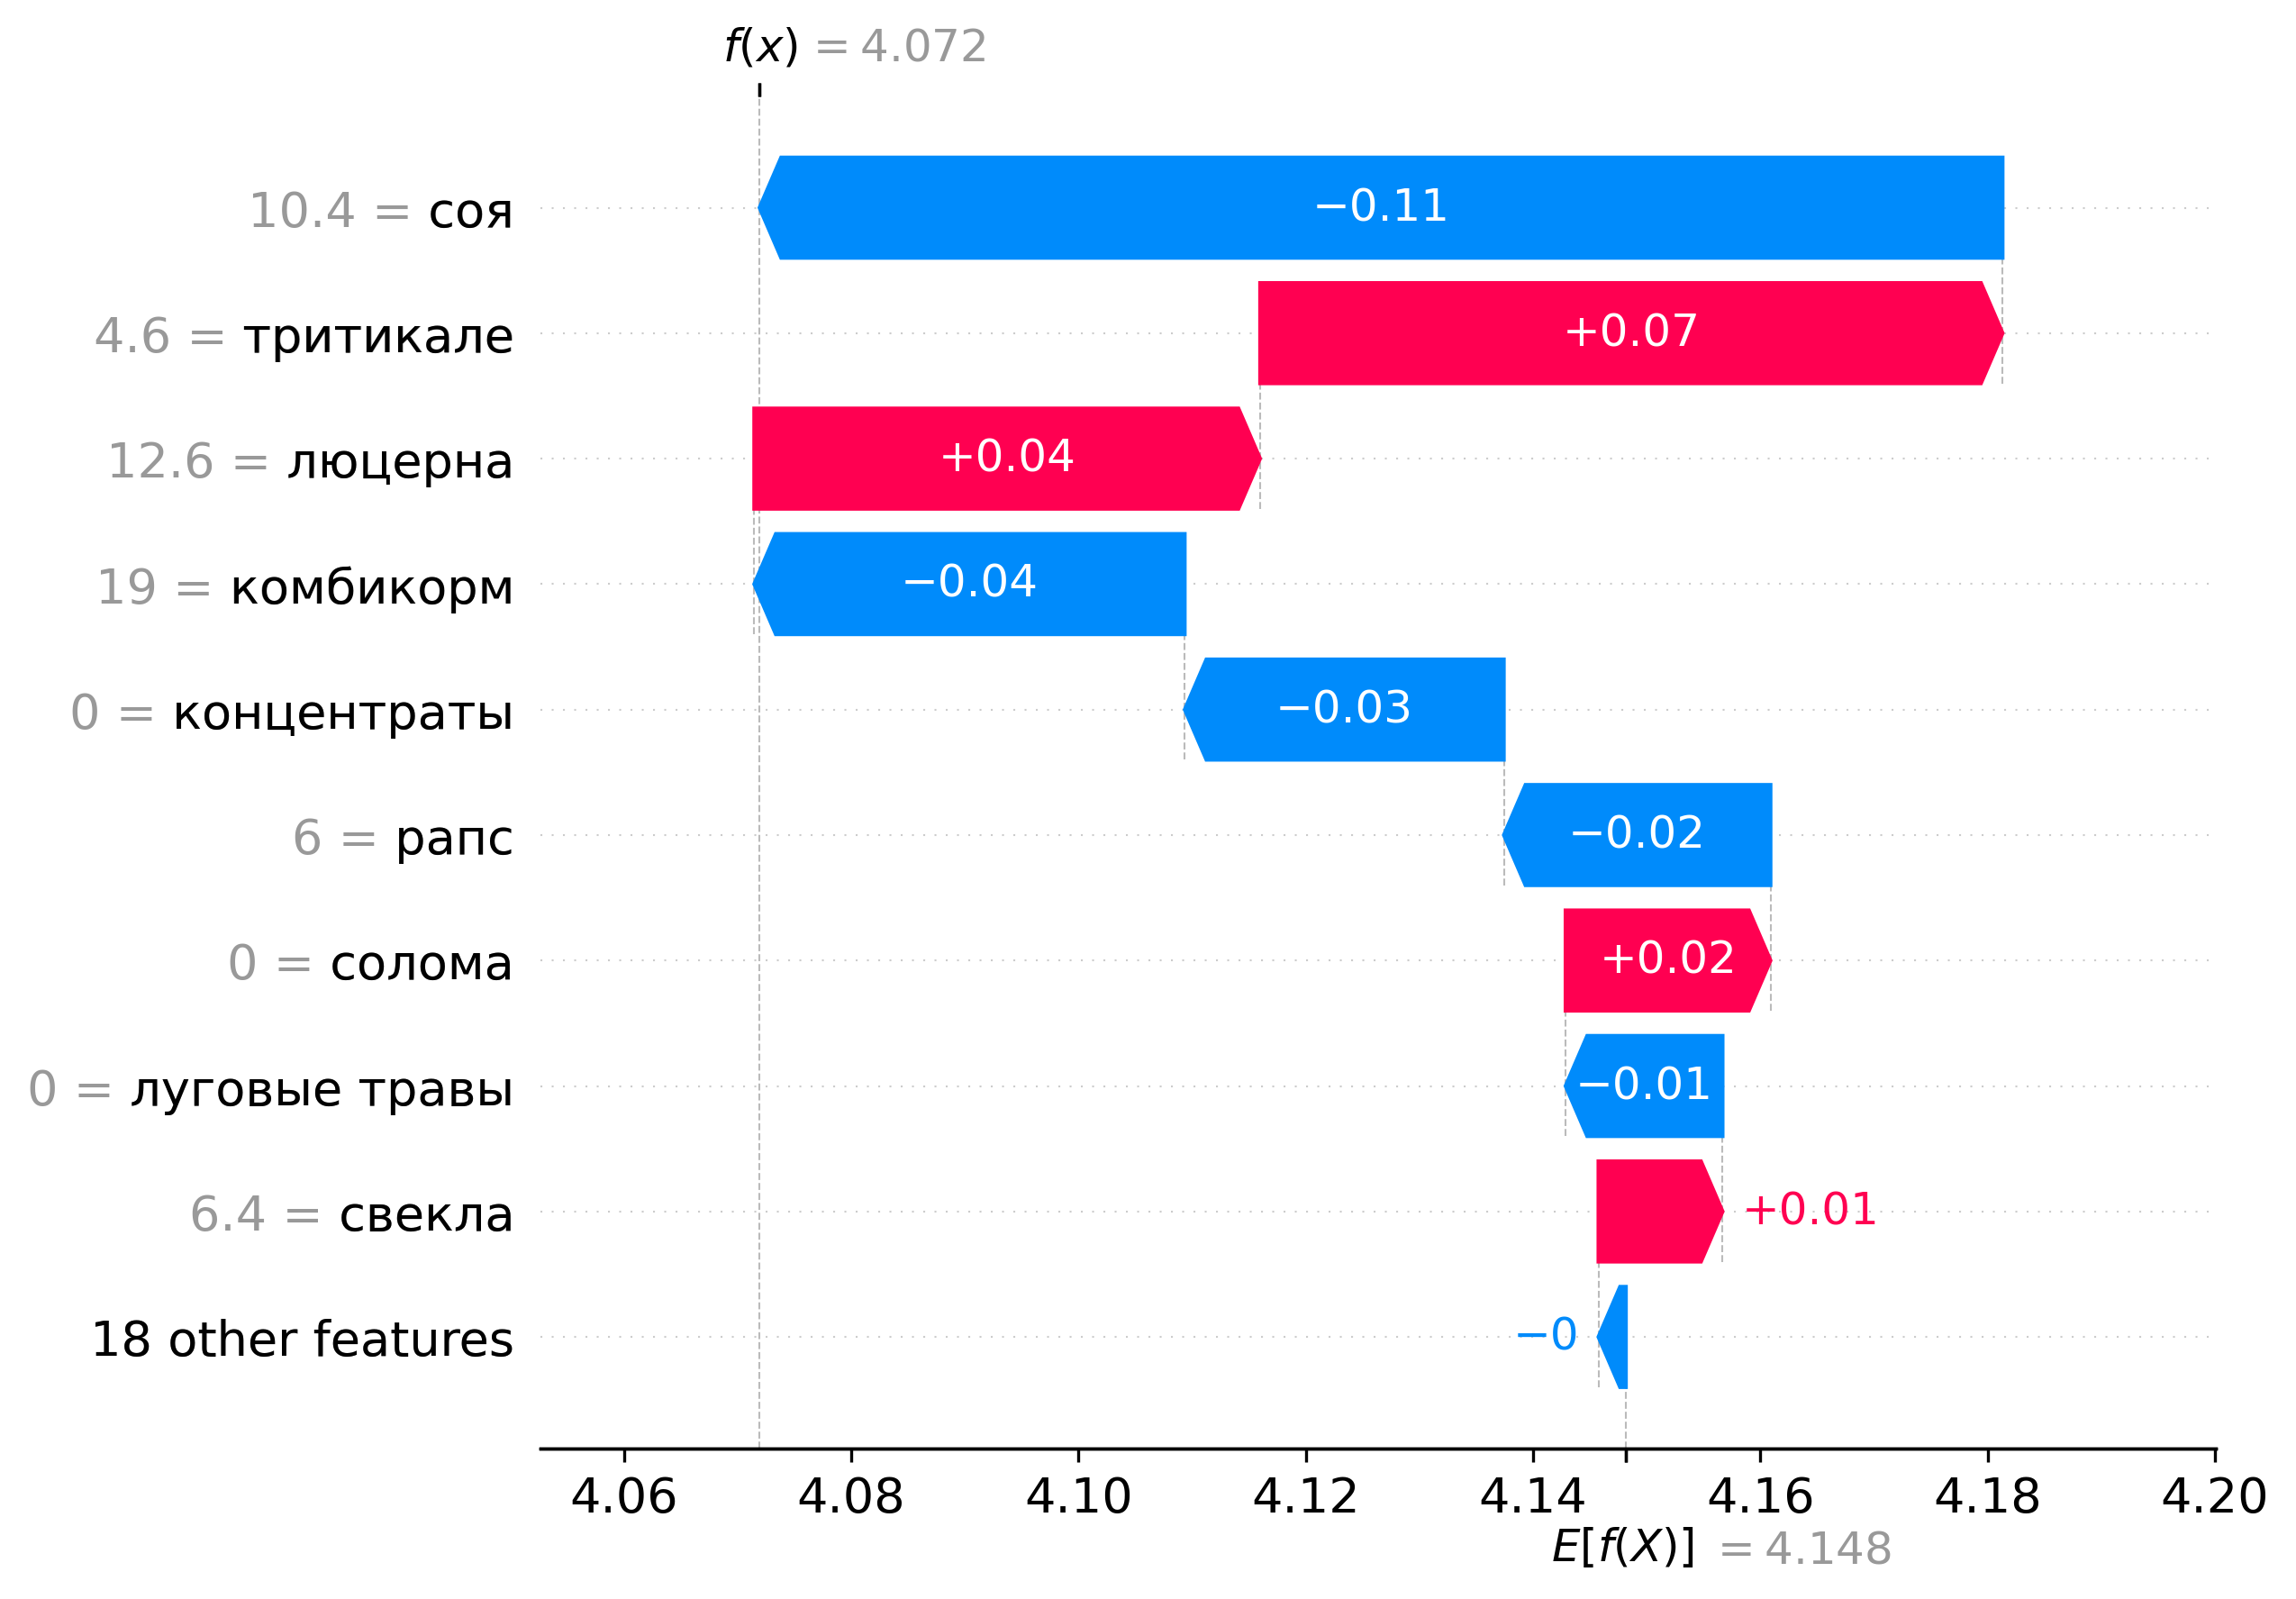 f(x) = 4.072
10.4 = соя
−0.11
4.6 = тритикале
+0.07
12.6 = люцерна
+0.04
19 = комбикорм
−0.04
0 = концентраты
−0.03
6 = рапс
−0.02
0 = солома
+0.02
0 = луговые травы
−0.01
6.4 = свекла
+0.01
18 other features
−0
4.06 4.08 4.10 4.12 4.14 4.16 4.18 4.20
E[f(X)] = 4.148